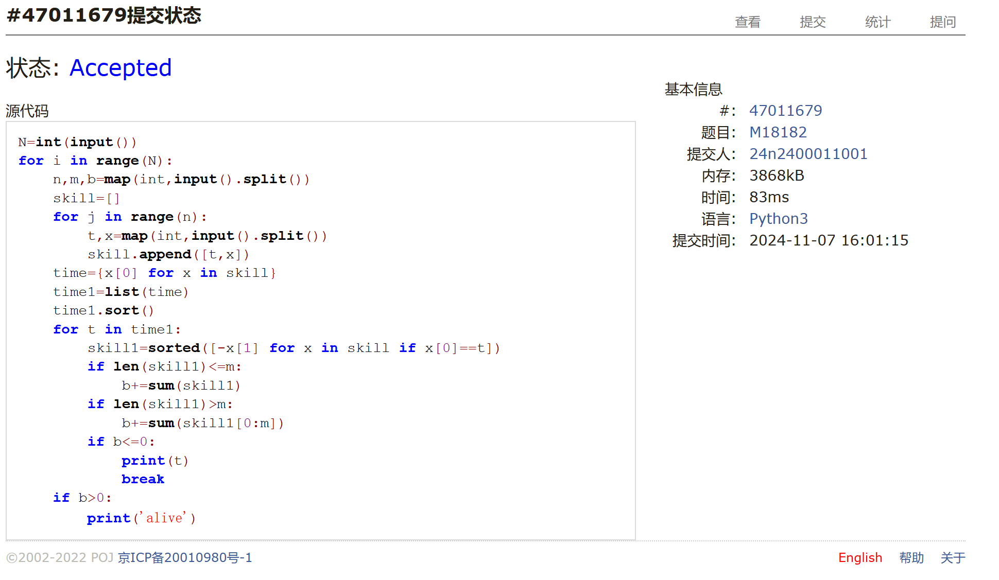 #47011679提交状态
查看 提交 统计 提问
状态: Accepted
源代码
N=int(input())
for i in range(N):
    n,m,b=map(int,input().split())
    skill=[]
    for j in range(n):
        t,x=map(int,input().split())
        skill.append([t,x])
    time={x[0] for x in skill}
    time1=list(time)
    time1.sort()
    for t in time1:
        skill1=sorted([-x[1] for x in skill if x[0]==t])
        if len(skill1)<=m:
            b+=sum(skill1)
        if len(skill1)>m:
            b+=sum(skill1[0:m])
        if b<=0:
            print(t)
            break
    if b>0:
        print('alive')
基本信息
#: 47011679
题目: M18182
提交人: 24n2400011001
内存: 3868kB
时间: 83ms
语言: Python3
提交时间: 2024-11-07 16:01:15
©2002-2022 POJ 京ICP备20010980号-1
English 帮助 关于